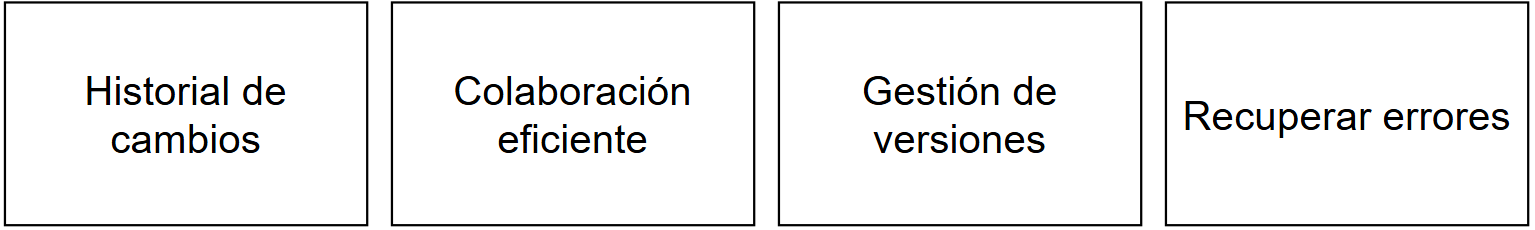 Historial de
cambios
Colaboración
eficiente
Gestión de
versiones
Recuperar errores